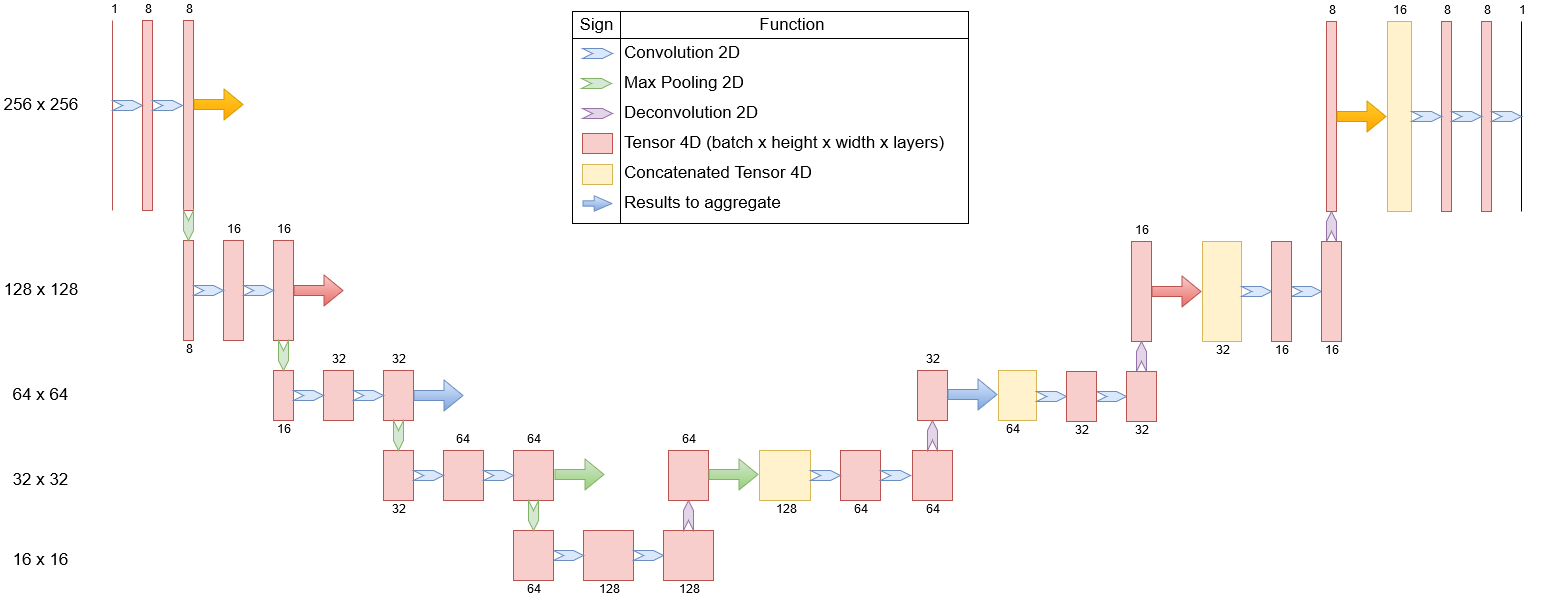 1 8 8
8 16 8 8 1
Sign Function
Convolution 2D
Max Pooling 2D
Deconvolution 2D
Tensor 4D (batch x height x width x layers)
Concatenated Tensor 4D
Results to aggregate
256 x 256
16 16
16
128 x 128
8
32 16 16
32 32
32
64 x 64
16
64 32 32
64 64
64
32 x 32
32
128 64 64
16 x 16
64 128 128